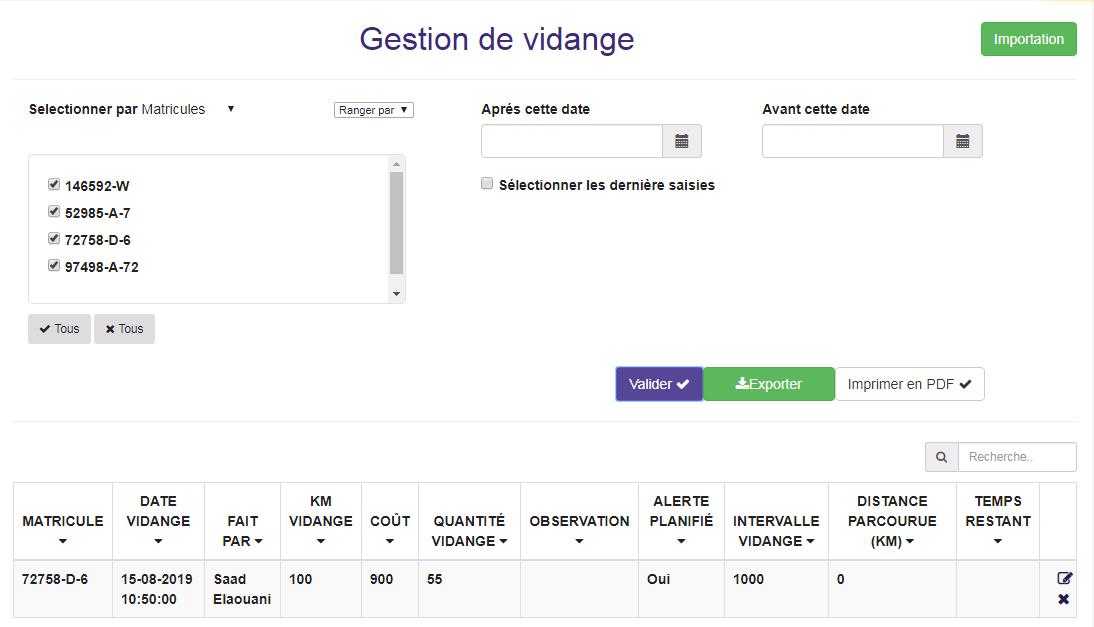 Gestion de vidange
Importation
Selectionner par Matricules
Ranger par
Aprés cette date
Avant cette date
146592-W
52985-A-7
72758-D-6
97498-A-72
Sélectionner les dernière saisies
Tous
Tous
Valider
Exporter
Imprimer en PDF
Recherche..
MATRICULE
DATE
VIDANGE
FAIT
PAR
KM
VIDANGE
COÛT
QUANTITÉ
VIDANGE
OBSERVATION
ALERTE
PLANIFIÉ
INTERVALLE
VIDANGE
DISTANCE
PARCOURUE
(KM)
TEMPS
RESTANT
72758-D-6
15-08-2019
10:50:00
Saad
Elaouani
100
900
55
Oui
1000
0